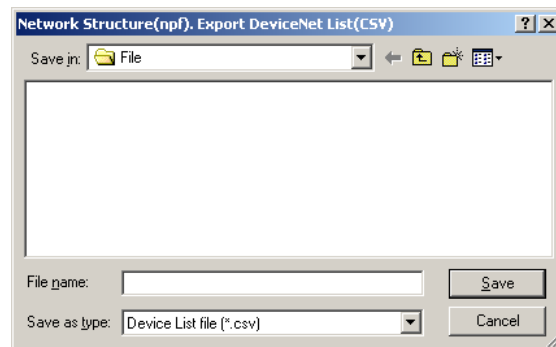 Network Structure(npf). Export DeviceNet List(CSV)
Save in: File
File name:
Save
Save as type: Device List file (*.csv)
Cancel